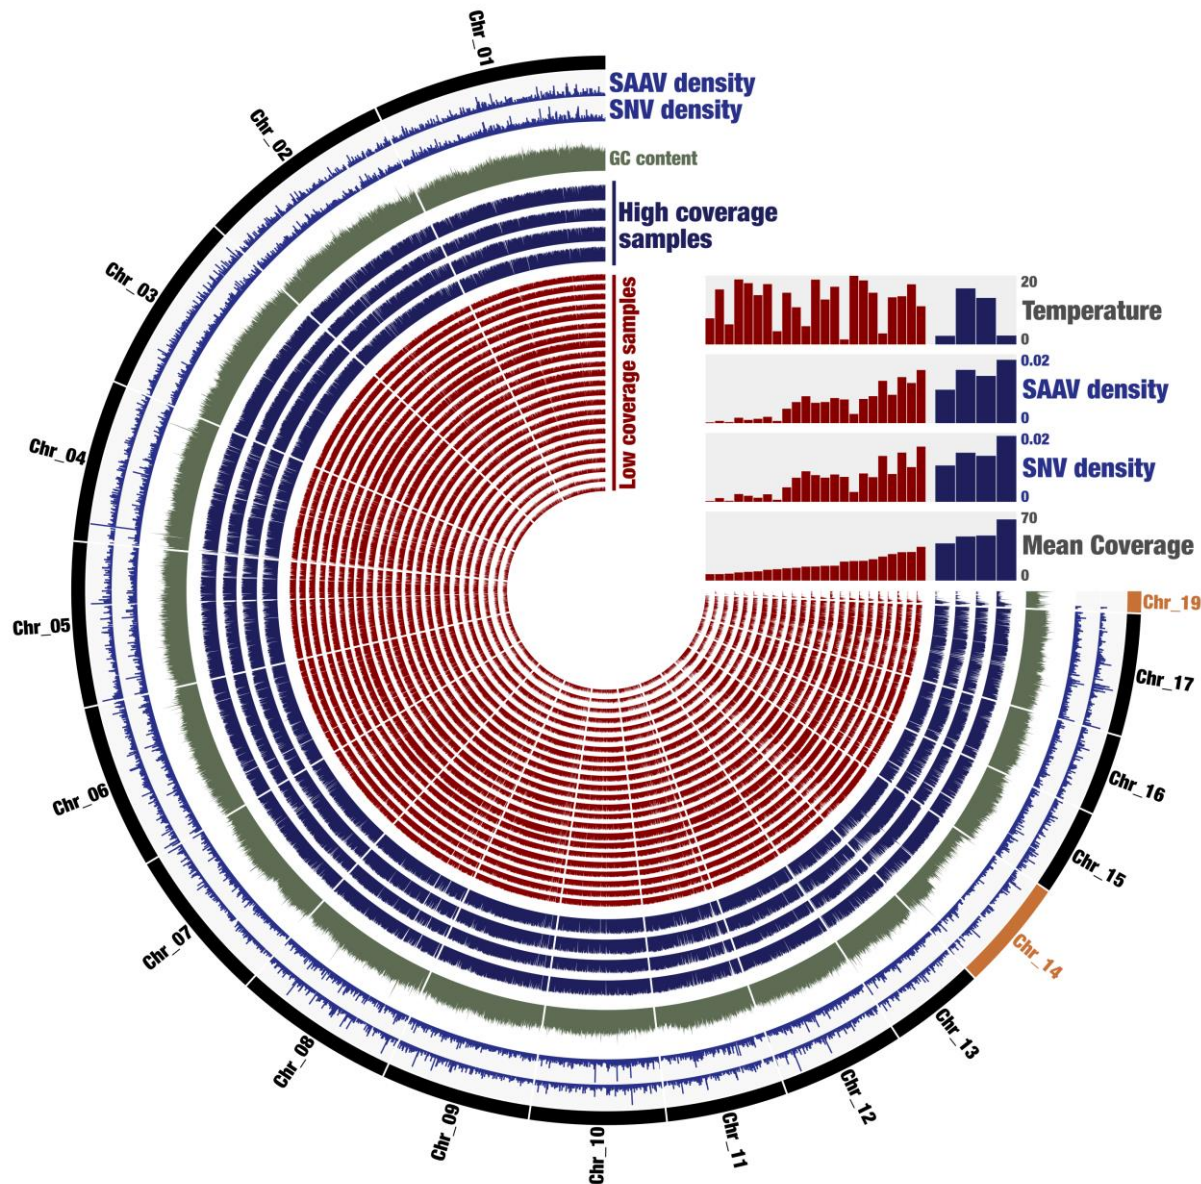 Chr_01
SAAV density
SNV density
Chr_02
GC content
High coverage
samples
Chr_03
Low coverage samples
20
Temperature
0
0.02
SAAV density
0
Chr_04
0.02
SNV density
0
70
Mean Coverage
0
Chr_19
Chr_05
Chr_17
Chr_16
Chr_06
Chr_15
Chr_07
Chr_14
Chr_13
Chr_08
Chr_12
Chr_09
Chr_11
Chr_10